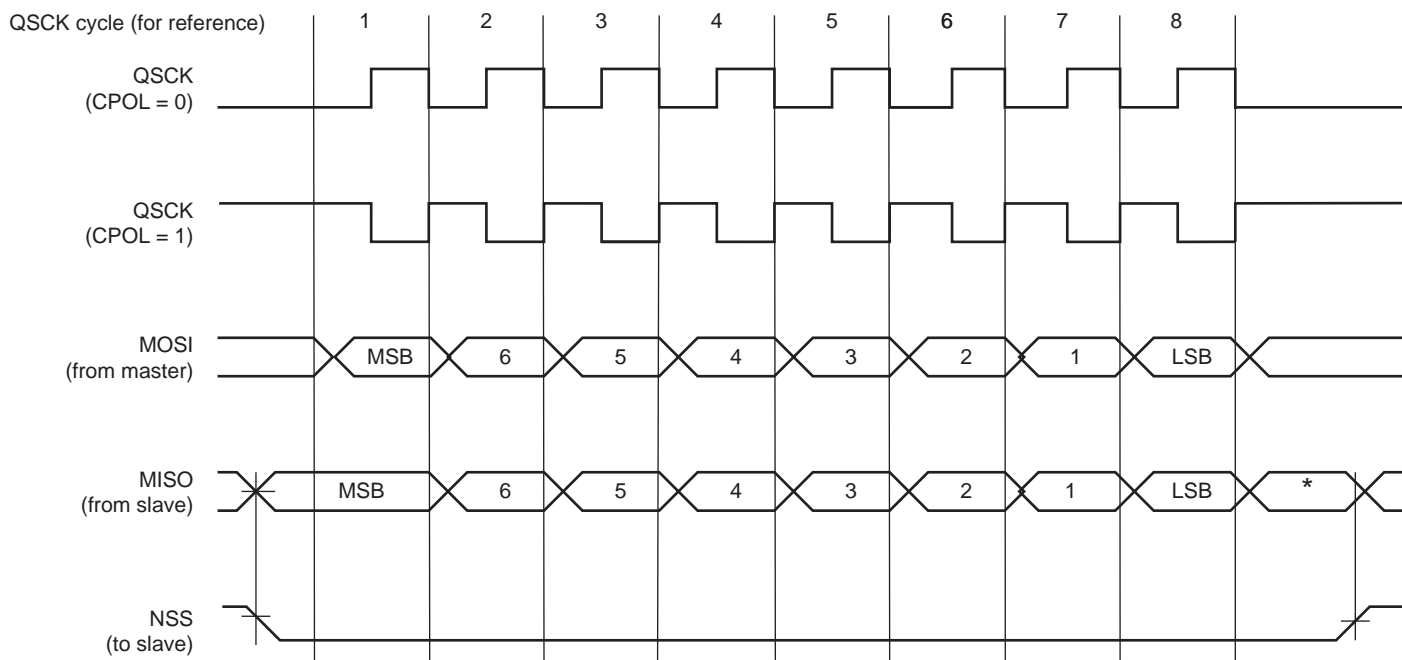 QSCK cycle (for reference) 1 2 3 4 5 6 7 8
QSCK
(CPOL = 0)
QSCK
(CPOL = 1)
MOSI
(from master)
MSB 6 5 4 3 2 1 LSB
MISO
(from slave)
MSB 6 5 4 3 2 1 LSB *
NSS
(to slave)